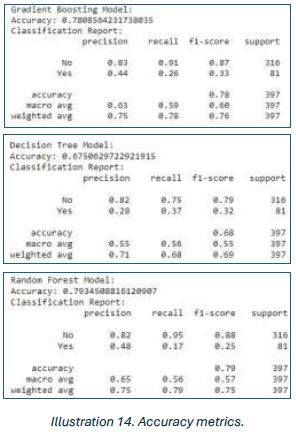 Gradient Boosting Model:
Accuracy: 0.7808564231738035
Classification Report:
precision recall f1-score support
No 0.83 0.91 0.87 316
Yes 0.44 0.26 0.33 81
accuracy 0.78 397
macro avg 0.63 0.59 0.60 397
weighted avg 0.75 0.78 0.76 397
Decision Tree Model:
Accuracy: 0.6750629722921915
Classification Report:
precision recall f1-score support
No 0.82 0.75 0.79 316
Yes 0.28 0.37 0.32 81
accuracy 0.68 397
macro avg 0.55 0.56 0.55 397
weighted avg 0.71 0.68 0.69 397
Random Forest Model:
Accuracy: 0.7934508816120907
Classification Report:
precision recall f1-score support
No 0.82 0.95 0.88 316
Yes 0.48 0.17 0.25 81
accuracy 0.79 397
macro avg 0.65 0.56 0.57 397
weighted avg 0.75 0.79 0.75 397
Illustration 14. Accuracy metrics.